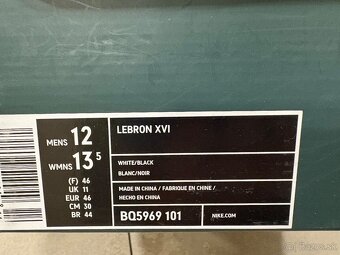 MENS 12
WMNS 13.5
(F) 46
UK 11
EUR 46
CM 30
BR 44
LEBRON XVI
WHITE/BLACK
BLANC/NOIR
MADE IN CHINA / FABRIQUE EN CHINE /
HECHO EN CHINA
BQ5969 101
NIKE.COM